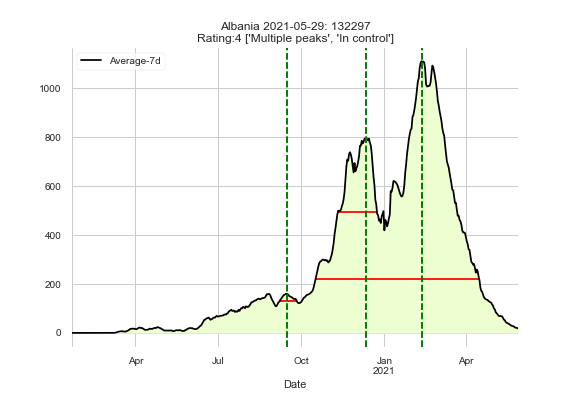 Albania 2021-05-29: 132297
Rating:4 ['Multiple peaks', 'In control']
Average-7d
1000
800
600
400
200
0
Apr
Jul
Oct
Jan
2021
Apr
Date